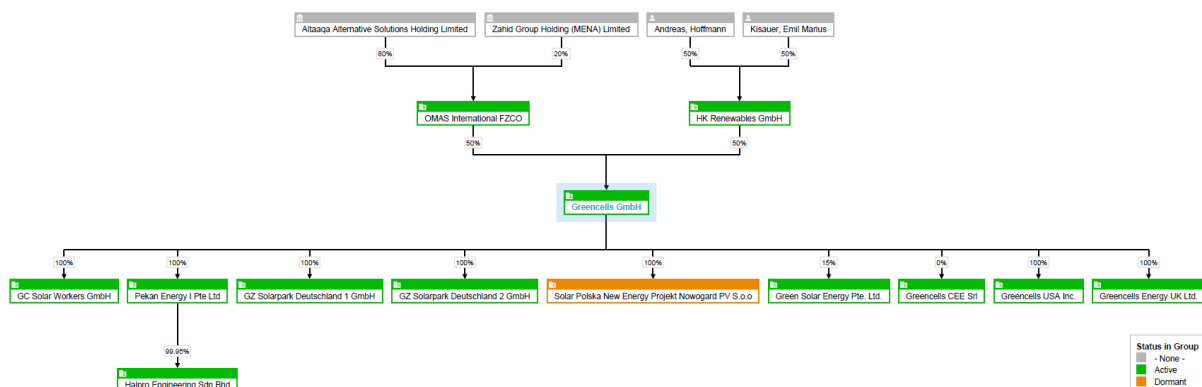 Altaaqa Alternative Solutions Holding Limited
Zahid Group Holding (MENA) Limited
Andreas, Hoffmann
Kisauer, Emil Marius
80%
20%
50%
50%
OMAS International FZCO
HK Renewables GmbH
50%
50%
Greencells GmbH
100%
100%
100%
100%
100%
15%
0%
100%
100%
GC Solar Workers GmbH
Pekan Energy I Pte Ltd
GZ Solarpark Deutschland 1 GmbH
GZ Solarpark Deutschland 2 GmbH
Solar Polska New Energy Projekt Nowogard PV S.o.o
Green Solar Energy Pte. Ltd.
Greencells CEE Srl
Greencells USA Inc.
Greencells Energy UK Ltd.
99,95%
Halpro Engineering Sdn Bhd
Status in Group
- None -
Active
Dormant